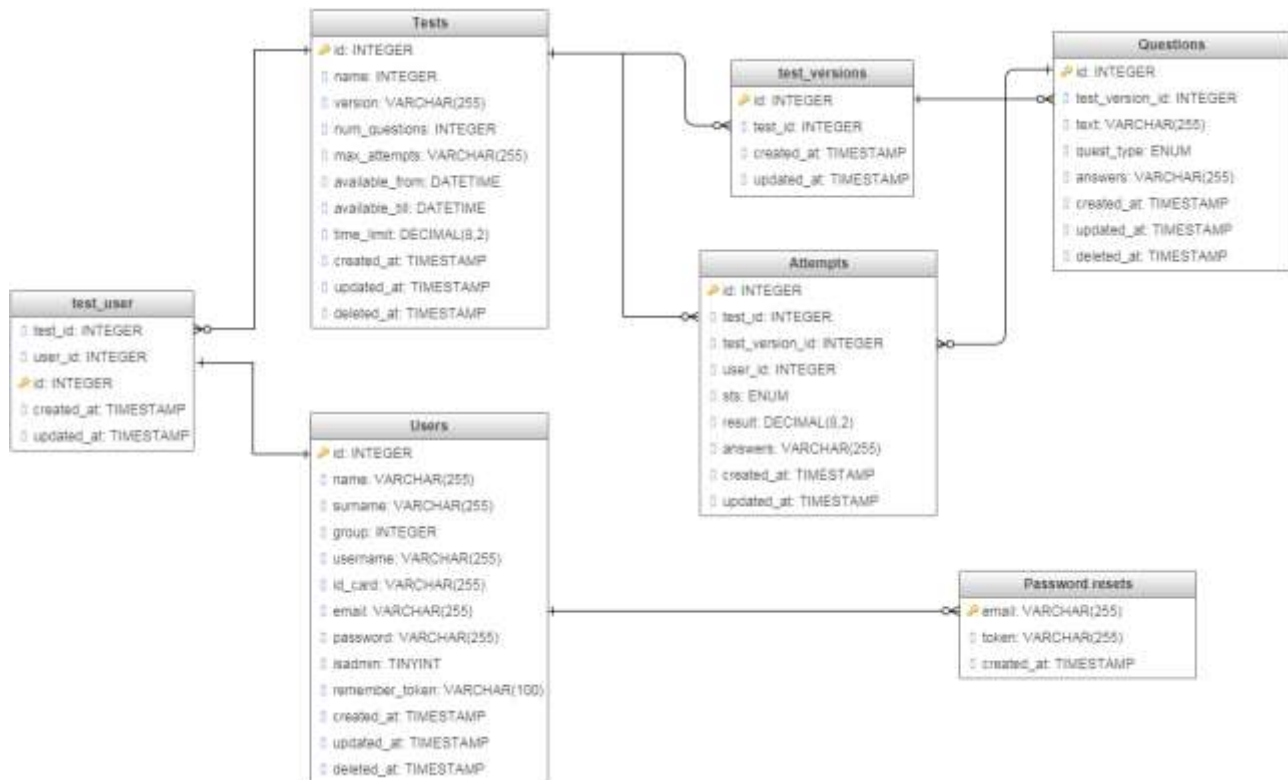 Tests
id: INTEGER
name: INTEGER
version: VARCHAR(255)
num_questions: INTEGER
max_attempts: VARCHAR(255)
available_from: DATETIME
available_till: DATETIME
time_limit: DECIMAL(8,2)
created_at: TIMESTAMP
updated_at: TIMESTAMP
deleted_at: TIMESTAMP
test_versions
id: INTEGER
test_id: INTEGER
created_at: TIMESTAMP
updated_at: TIMESTAMP
Questions
id: INTEGER
test_version_id: INTEGER
text: VARCHAR(255)
quest_type: ENUM
answers: VARCHAR(255)
created_at: TIMESTAMP
updated_at: TIMESTAMP
deleted_at: TIMESTAMP
test_user
test_id: INTEGER
user_id: INTEGER
id: INTEGER
created_at: TIMESTAMP
updated_at: TIMESTAMP
Attempts
id: INTEGER
test_id: INTEGER
test_version_id: INTEGER
user_id: INTEGER
sts: ENUM
result: DECIMAL(8,2)
answers: VARCHAR(255)
created_at: TIMESTAMP
updated_at: TIMESTAMP
Users
id: INTEGER
name: VARCHAR(255)
surname: VARCHAR(255)
group: INTEGER
username: VARCHAR(255)
id_card: VARCHAR(255)
email: VARCHAR(255)
password: VARCHAR(255)
isadmin: TINYINT
remember_token: VARCHAR(100)
created_at: TIMESTAMP
updated_at: TIMESTAMP
deleted_at: TIMESTAMP
Password resets
email: VARCHAR(255)
token: VARCHAR(255)
created_at: TIMESTAMP